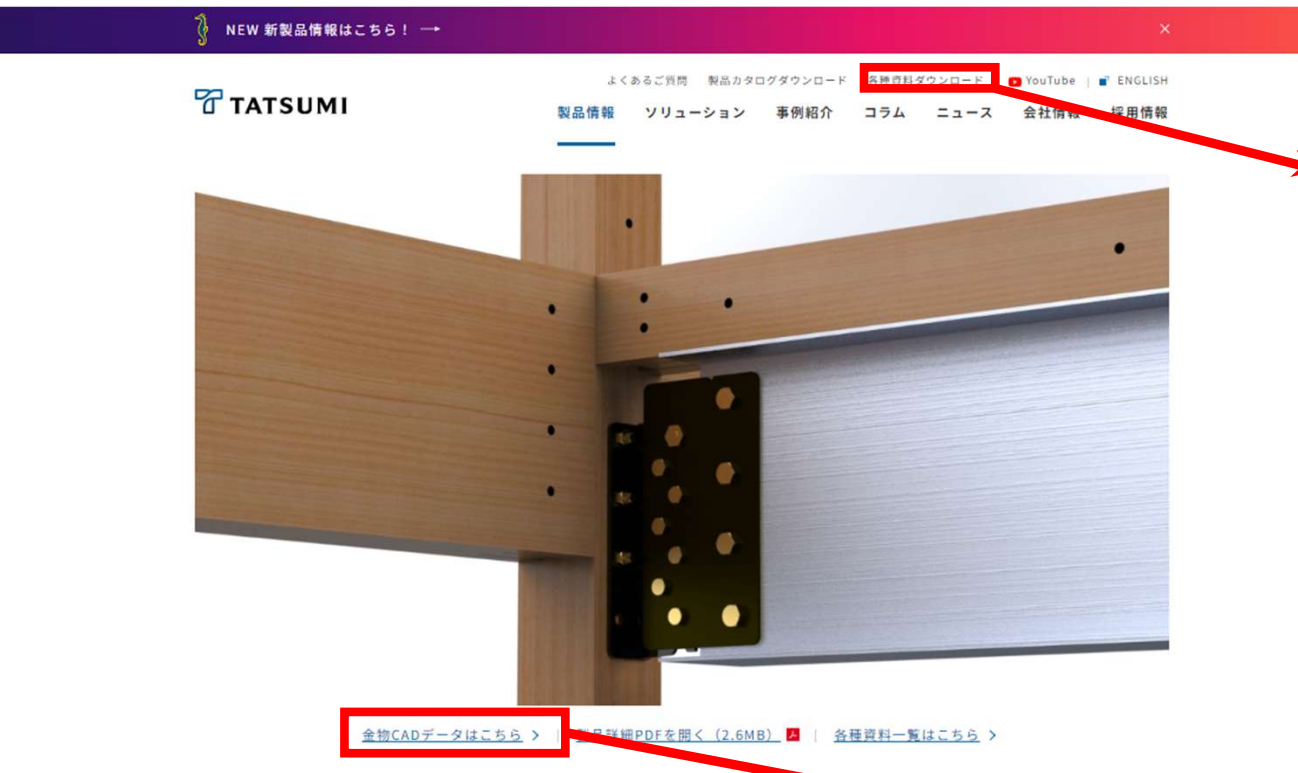 NEW 新製品情報はこちら！ → ×
よくあるご質問 製品カタログダウンロード 各種資料ダウンロード YouTube | ENGLISH
TATSUMI
製品情報 ソリューション 事例紹介 コラム ニュース 会社情報 採用情報
金物CADデータはこちら > | 製品詳細PDFを開く（2.6MB） | 各種資料一覧はこちら >